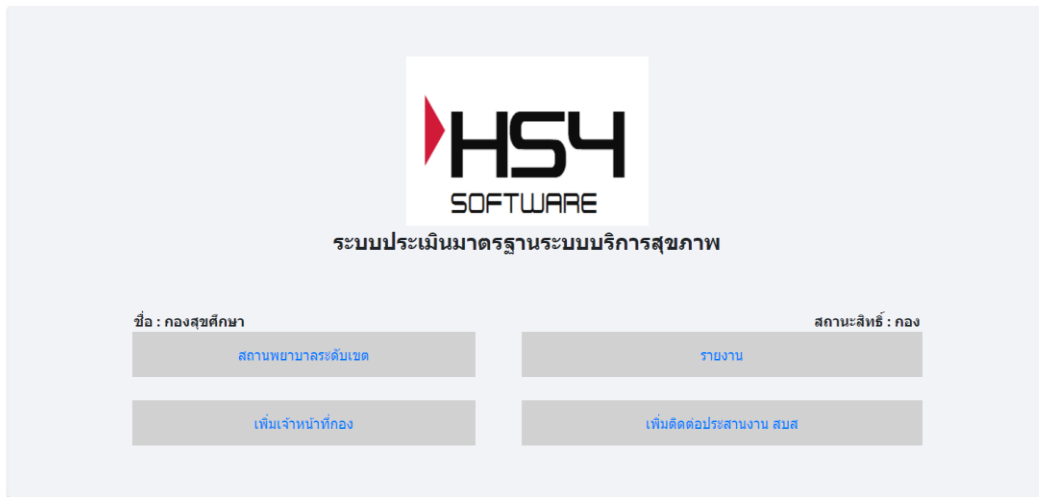 HS4
SOFTWARE
ระบบประเมินมาตรฐานระบบบริการสุขภาพ
ชื่อ : กองสุขศึกษา
สถานะสิทธิ์ : กอง
สถานพยาบาลระดับเขต
รายงาน
เพิ่มเจ้าหน้าที่กอง
เพิ่มติดต่อประสานงาน สบส